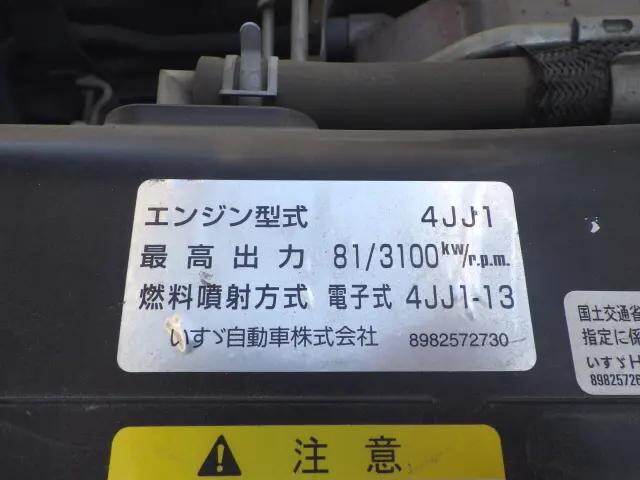 エンジン型式 4JJ1
最高出力 81/3100kw/r.p.m.
燃料噴射方式 電子式 4JJ1-13
いすゞ自動車株式会社 8982572730
国土交通省
指定に係
いすゞH
8982572
注意